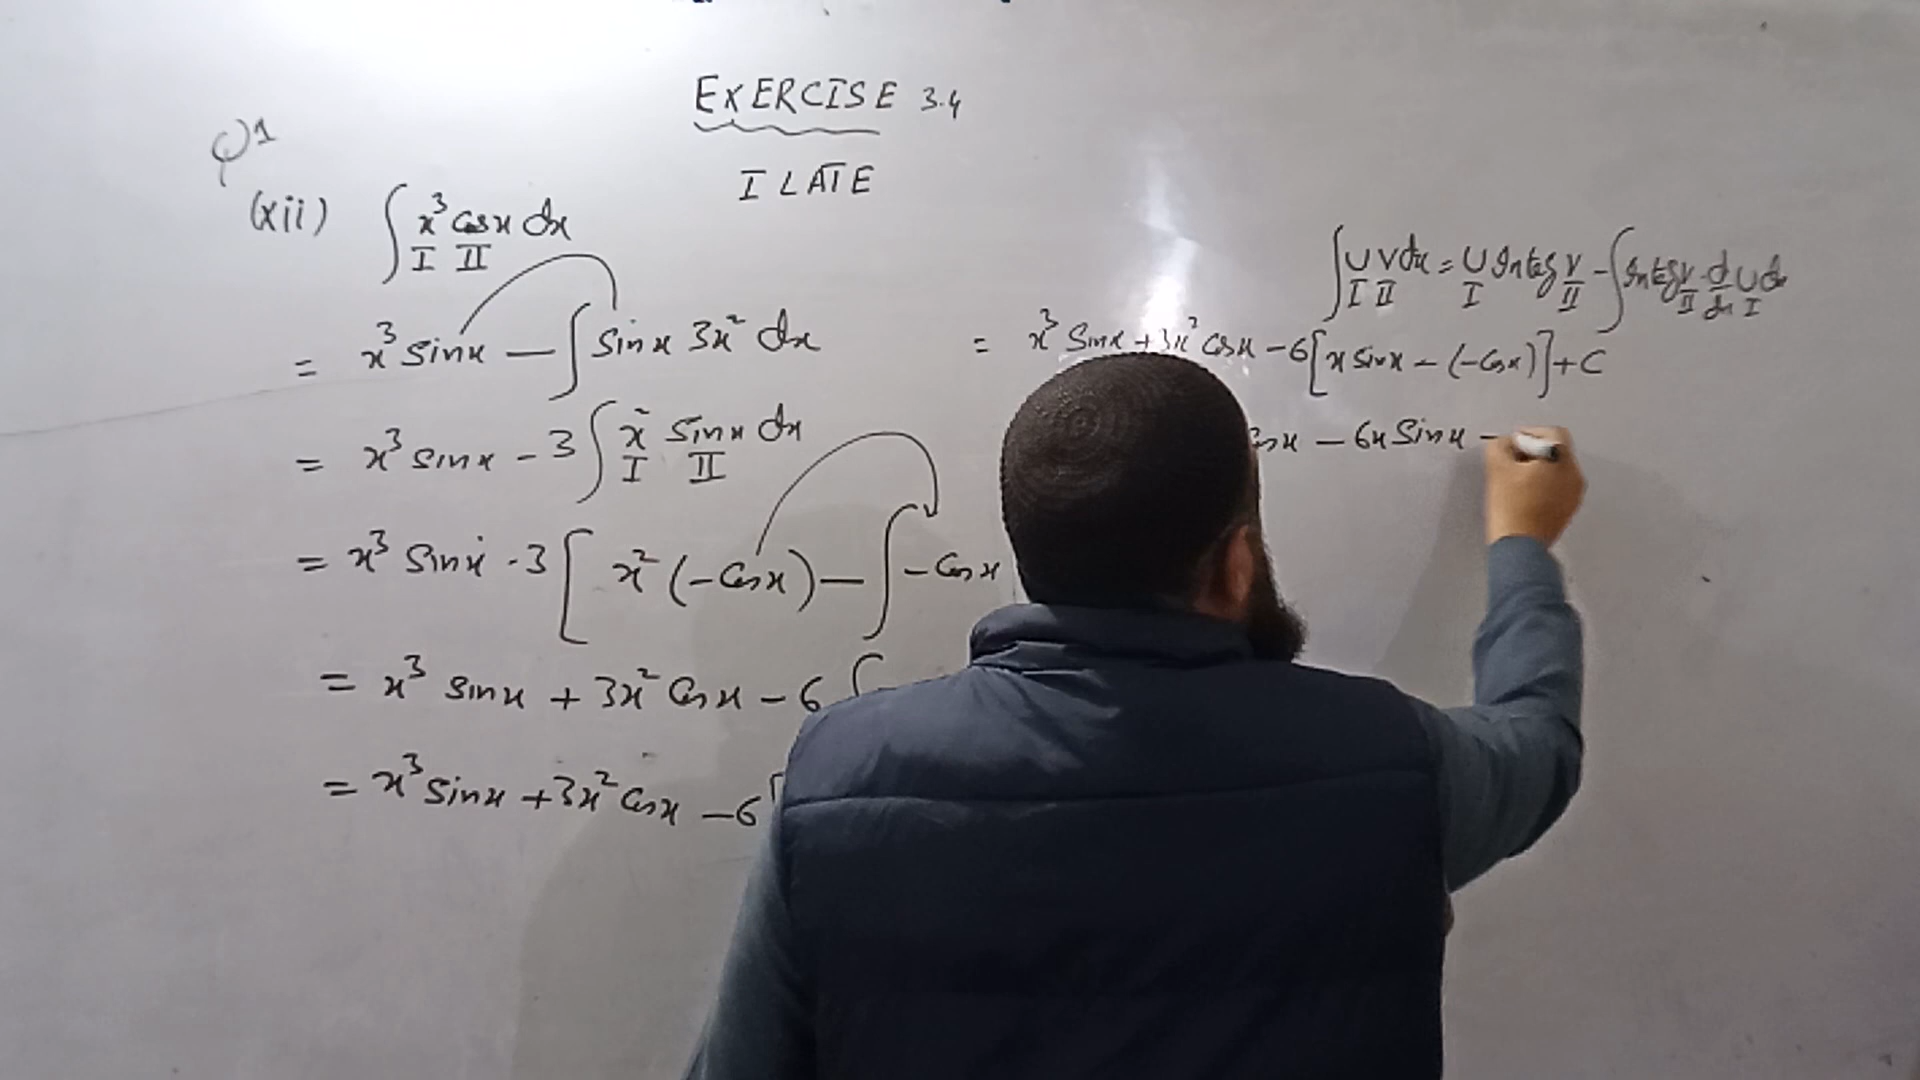 EXERCISE 3.4
I LATE
Q1
(xii) ∫ x³ Cosx dx
I II
= x³ Sinx — ∫ Sinx 3x² dx
= x³ Sinx - 3 ∫ x² Sinx dx
I II
= x³ Sinx - 3 [ x² (-Cosx) — ∫ - Cosx
= x³ Sinx + 3x² Cosx - 6 ∫
= x³ Sinx + 3x² Cosx - 6 [
∫ U V dx = U Integ V - ∫ Integ V d/dx U dx
I II I II II I
= x³ Sinx + 3x² Cosx - 6 [x Sinx - (-Cosx)] + C
Cosx - 6x Sinx -